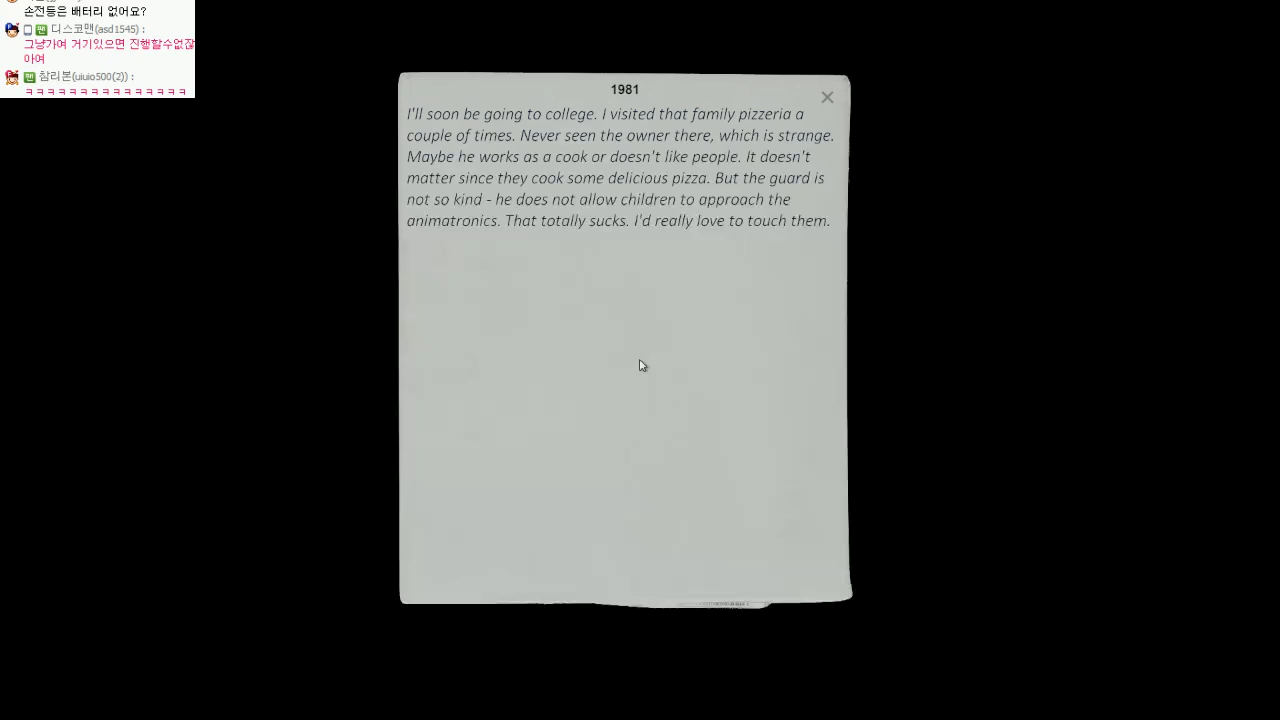 손전등은 배터리 없어요?
팬 디스코맨(asd1545) :
그냥가여 거기있으면 진행할수없잖
아여
팬 참리본(uiuio500(2)) :
ㅋㅋㅋㅋㅋㅋㅋㅋㅋㅋㅋㅋㅋㅋㅋ
1981
I'll soon be going to college. I visited that family pizzeria a
couple of times. Never seen the owner there, which is strange.
Maybe he works as a cook or doesn't like people. It doesn't
matter since they cook some delicious pizza. But the guard is
not so kind - he does not allow children to approach the
animatronics. That totally sucks. I'd really love to touch them.